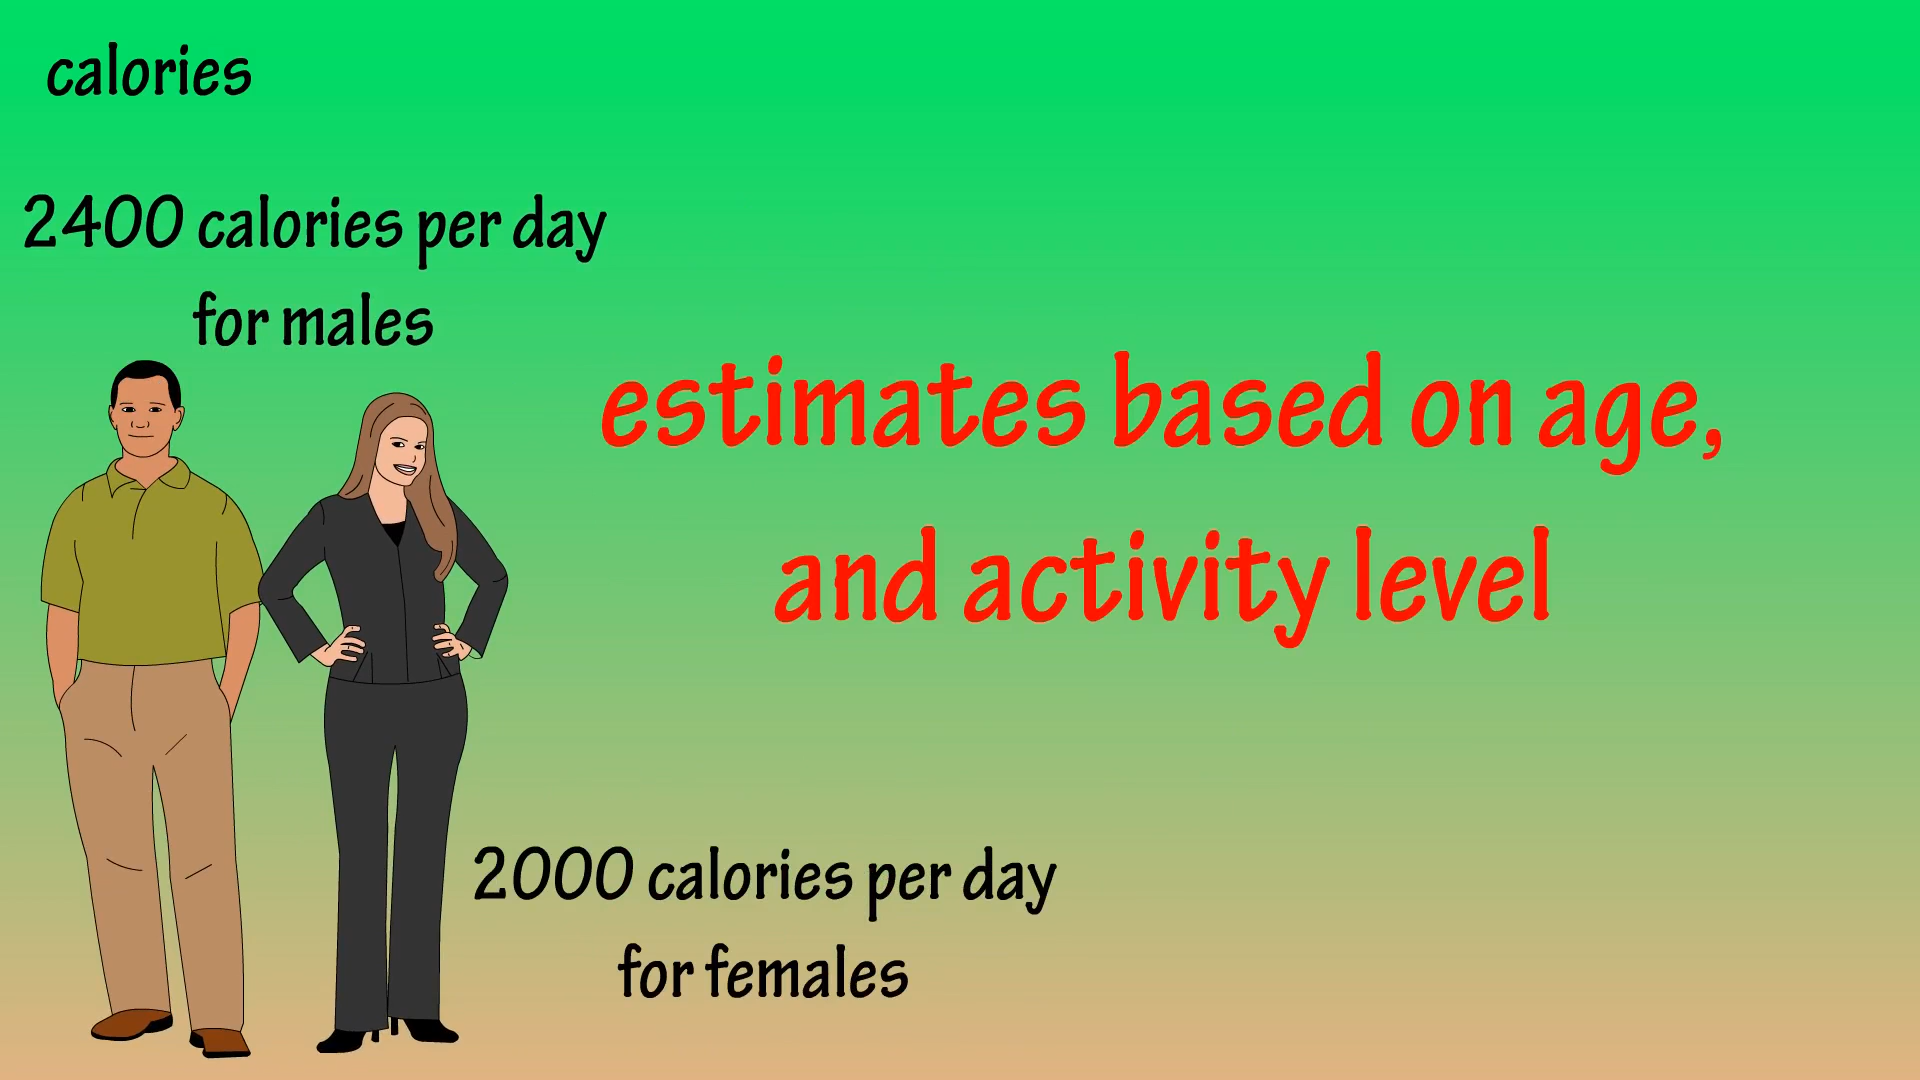 calories
2400 calories per day
for males
estimates based on age,
and activity level
2000 calories per day
for females